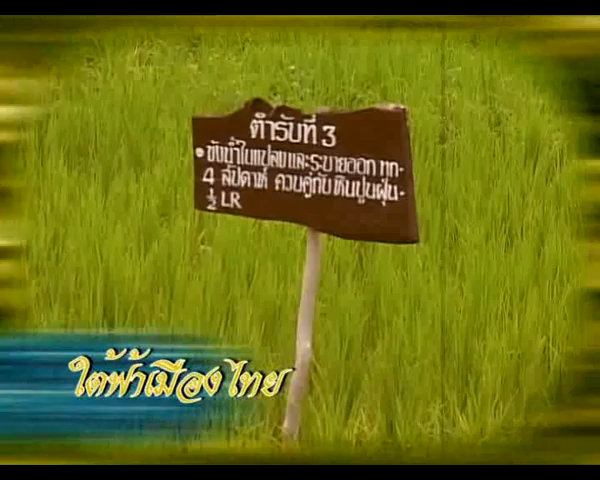 ตำรับที่ 3
• ขังน้ำในแปลงและระบายออก ทุก-
4 สัปดาห์ ควบคู่กับ หินปูนฝุ่น-
½ LR
ใต้ฟ้าเมืองไทย